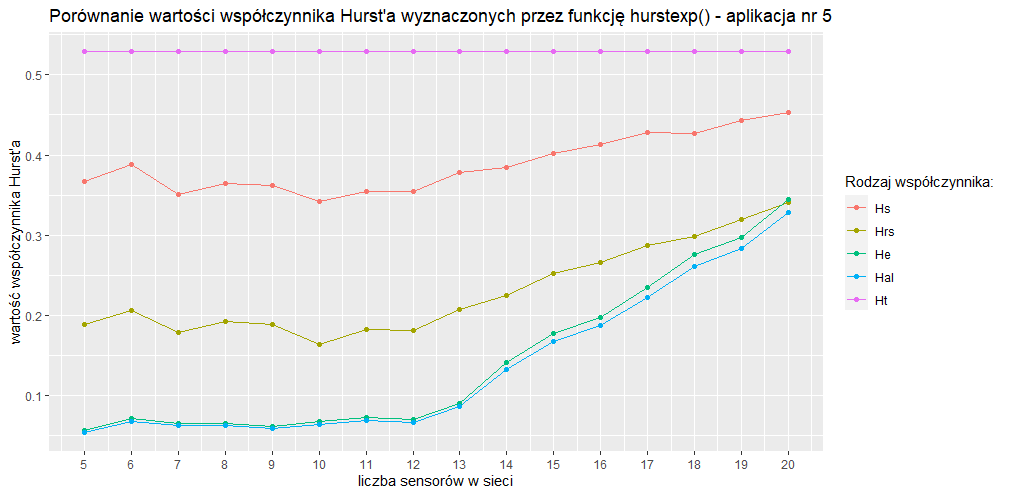 Porównanie wartości współczynnika Hurst'a wyznaczonych przez funkcję hurstexp() - aplikacja nr 5
wartość współczynnika Hurst'a
0.5
0.4
0.3
0.2
0.1
5 6 7 8 9 10 11 12 13 14 15 16 17 18 19 20
liczba sensorów w sieci
Rodzaj współczynnika:
Hs
Hrs
He
Hal
Ht